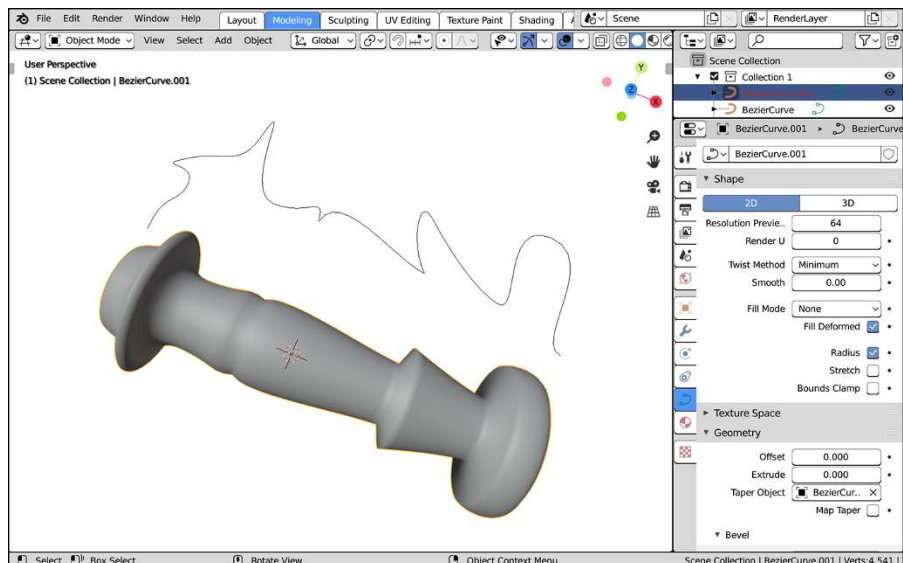 File Edit Render Window Help Layout Modeling Sculpting UV Editing Texture Paint Shading Scene RenderLayer
Object Mode View Select Add Object Global
User Perspective
(1) Scene Collection | BezierCurve.001
Y
Z
X
Scene Collection
Collection 1
BezierCurve
BezierCurve.001 BezierCurve
BezierCurve.001
Shape
2D 3D
Resolution Previe.. 64
Render U 0
Twist Method Minimum
Smooth 0.00
Fill Mode None
Fill Deformed
Radius
Stretch
Bounds Clamp
Texture Space
Geometry
Offset 0.000
Extrude 0.000
Taper Object BezierCur..
Map Taper
Bevel
Select Box Select Rotate View Object Context Menu Scene Collection | BezierCurve.001 | Verts:4,541 |